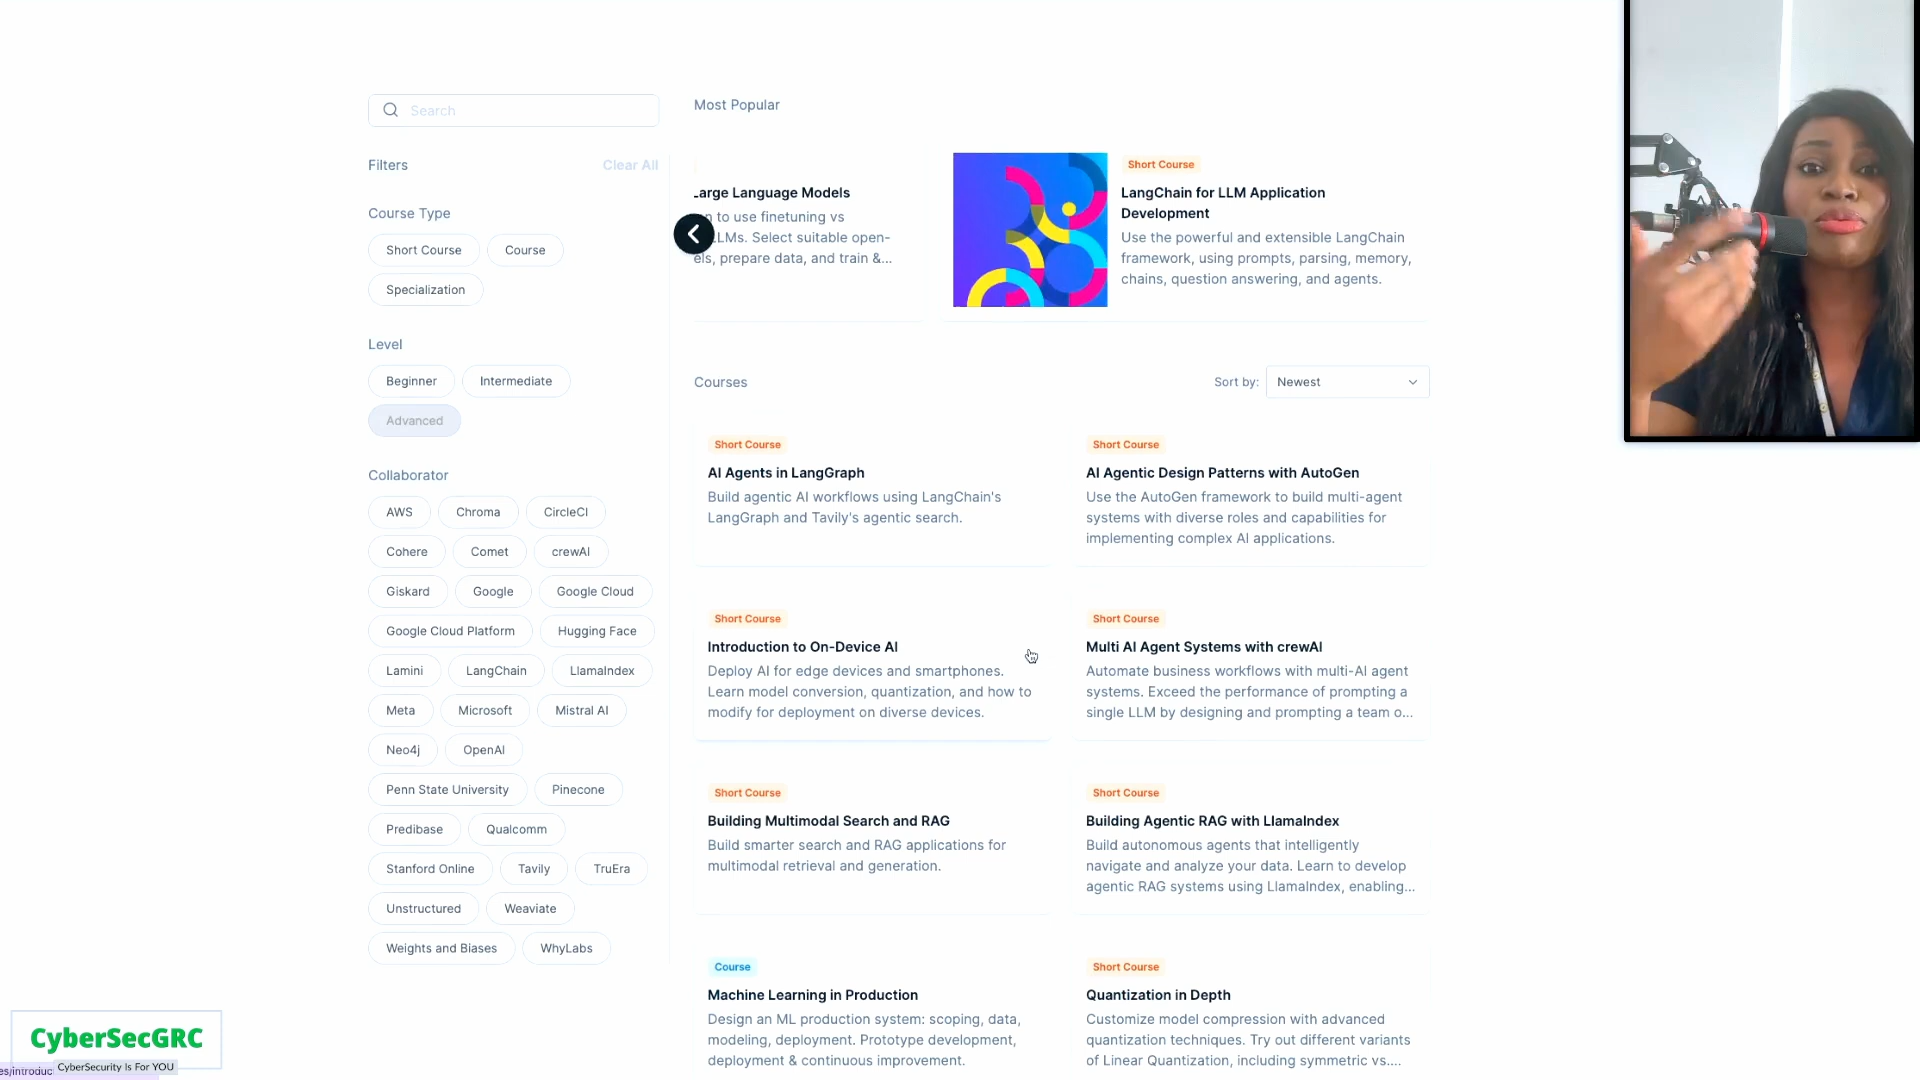 Search
Filters
Clear All
Course Type
Short Course
Course
Specialization
Level
Beginner
Intermediate
Advanced
Collaborator
AWS
Chroma
CircleCI
Cohere
Comet
crewAI
Giskard
Google
Google Cloud
Google Cloud Platform
Hugging Face
Lamini
LangChain
LlamaIndex
Meta
Microsoft
Mistral AI
Neo4j
OpenAI
Penn State University
Pinecone
Predibase
Qualcomm
Stanford Online
Tavily
TruEra
Unstructured
Weaviate
Weights and Biases
WhyLabs
Most Popular
Large Language Models
to use finetuning vs
LLMs. Select suitable open-
els, prepare data, and train &...
Short Course
LangChain for LLM Application
Development
Use the powerful and extensible LangChain
framework, using prompts, parsing, memory,
chains, question answering, and agents.
Courses
Sort by:
Newest
Short Course
AI Agents in LangGraph
Build agentic AI workflows using LangChain's
LangGraph and Tavily's agentic search.
Short Course
AI Agentic Design Patterns with AutoGen
Use the AutoGen framework to build multi-agent
systems with diverse roles and capabilities for
implementing complex AI applications.
Short Course
Introduction to On-Device AI
Deploy AI for edge devices and smartphones.
Learn model conversion, quantization, and how to
modify for deployment on diverse devices.
Short Course
Multi AI Agent Systems with crewAI
Automate business workflows with multi-AI agent
systems. Exceed the performance of prompting a
single LLM by designing and prompting a team o...
Short Course
Building Multimodal Search and RAG
Build smarter search and RAG applications for
multimodal retrieval and generation.
Short Course
Building Agentic RAG with LlamaIndex
Build autonomous agents that intelligently
navigate and analyze your data. Learn to develop
agentic RAG systems using LlamaIndex, enabling...
Course
Machine Learning in Production
Design an ML production system: scoping, data,
modeling, deployment. Prototype development,
deployment & continuous improvement.
Short Course
Quantization in Depth
Customize model compression with advanced
quantization techniques. Try out different variants
of Linear Quantization, including symmetric vs....
CyberSecGRC
CyberSecurity Is For YOU
es/introduc